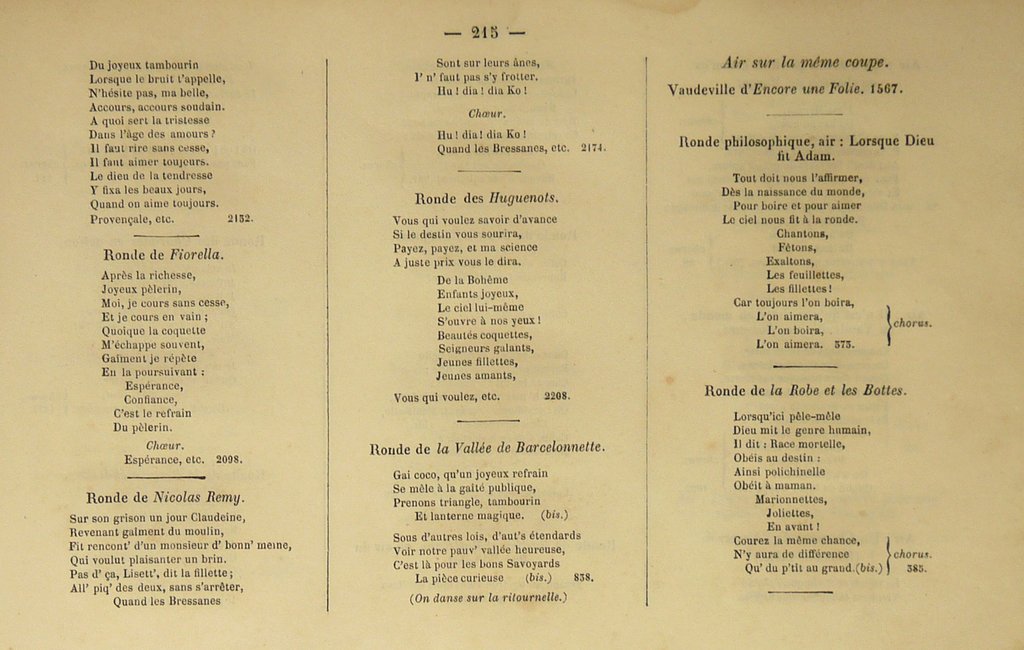 — 215 —
Du joyeux tambourin
Lorsque le bruit t'appelle,
N'hésite pas, ma belle,
Accours, accours soudain.
A quoi sert la tristesse
Dans l'âge des amours ?
Il faut rire sans cesse,
Il faut aimer toujours.
Le dieu de la tendresse
Y fixa les beaux jours,
Quand on aime toujours.
Provençale, etc. 2152.
Ronde de Fiorella.
Après la richesse,
Joyeux pèlerin,
Moi, je cours sans cesse,
Et je cours en vain ;
Quoique la coquette
M'échappe souvent,
Gaîment je répète
En la poursuivant :
Espérance,
Confiance,
C'est le refrain
Du pèlerin.
Chœur.
Espérance, etc. 2098.
Ronde de Nicolas Remy.
Sur son grison un jour Claudeine,
Revenant gaîment du moulin,
Fit rencont' d'un monsieur d' bonn' meine,
Qui voulut plaisanter un brin.
Pas d' ça, Lisett', dit la fillette ;
All' piq' des deux, sans s'arrêter,
Quand les Bressanes
Sont sur leurs ânes,
I' n' faut pas s'y frotter.
Hu ! dia ! dia Ko !
Chœur.
Hu ! dia ! dia Ko !
Quand les Bressanes, etc. 2174.
Ronde des Huguenots.
Vous qui voulez savoir d'avance
Si le destin vous sourira,
Payez, payez, et ma science
A juste prix vous le dira.
De la Bohême
Enfants joyeux,
Le ciel lui-même
S'ouvre à nos yeux !
Beautés coquettes,
Seigneurs galants,
Jeunes fillettes,
Jeunes amants,
Vous qui voulez, etc. 2208.
Ronde de la Vallée de Barcelonnette.
Gai coco, qu'un joyeux refrain
Se mêle à la gaîté publique,
Prenons triangle, tambourin
Et lanterne magique. (bis.)
Sous d'autres lois, d'aut's étendards
Voir notre pauv' vallée heureuse,
C'est là pour les bons Savoyards
La pièce curieuse (bis.) 838.
(On danse sur la ritournelle.)
Air sur la même coupe.
Vaudeville d'Encore une Folie. 1567.
Ronde philosophique, air : Lorsque Dieu
fit Adam.
Tout doit nous l'affirmer,
Dès la naissance du monde,
Pour boire et pour aimer
Le ciel nous fit à la ronde.
Chantons,
Fêtons,
Exaltons,
Les feuillettes,
Les fillettes !
Car toujours l'on boira,
L'on aimera,
L'on boira,
L'on aimera. 373.
chorus.
Ronde de la Robe et les Bottes.
Lorsqu'ici pêle-mêle
Dieu mit le genre humain,
Il dit : Race mortelle,
Obéis au destin :
Ainsi polichinelle
Obéit à maman.
Marionnettes,
Joliettes,
En avant !
Courez la même chance,
N'y aura de différence
Qu' du p'tit au grand. (bis.)
chorus.
385.